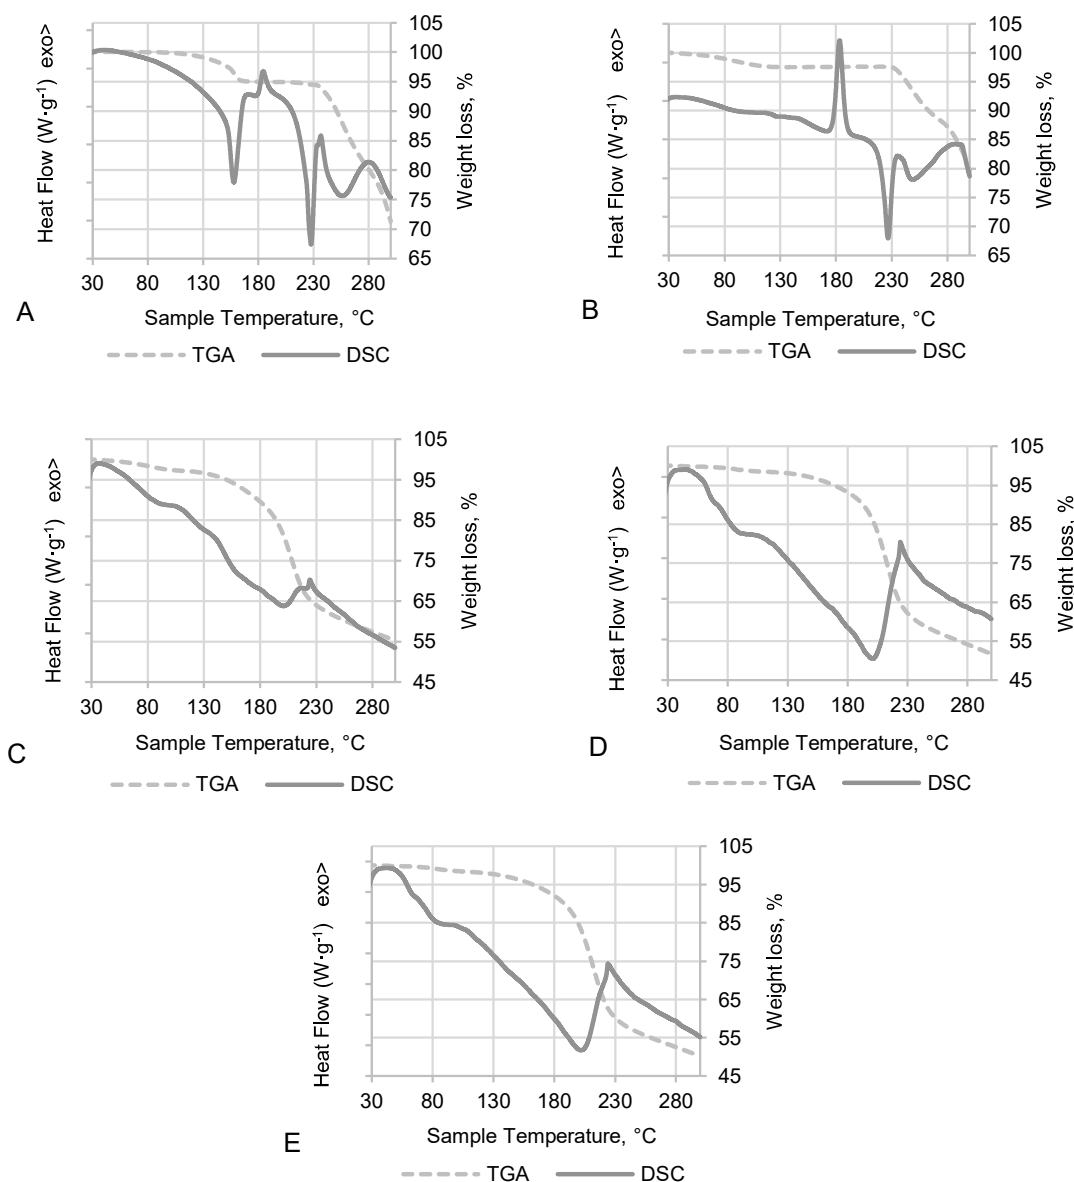 105
100
95
90
85
80
75
70
65
Heat Flow (W·g⁻¹) exo>
Weight loss, %
30 80 130 180 230 280
Sample Temperature, °C
A
TGA DSC
105
100
95
90
85
80
75
70
65
Heat Flow (W·g⁻¹) exo>
Weight loss, %
30 80 130 180 230 280
Sample Temperature, °C
B
TGA DSC
105
95
85
75
65
55
45
Heat Flow (W·g⁻¹) exo>
Weight loss, %
30 80 130 180 230 280
Sample Temperature, °C
C
TGA DSC
105
95
85
75
65
55
45
Heat Flow (W·g⁻¹) exo>
Weight loss, %
30 80 130 180 230 280
Sample Temperature, °C
D
TGA DSC
105
95
85
75
65
55
45
Heat Flow (W·g⁻¹) exo>
Weight loss, %
30 80 130 180 230 280
Sample Temperature, °C
E
TGA DSC